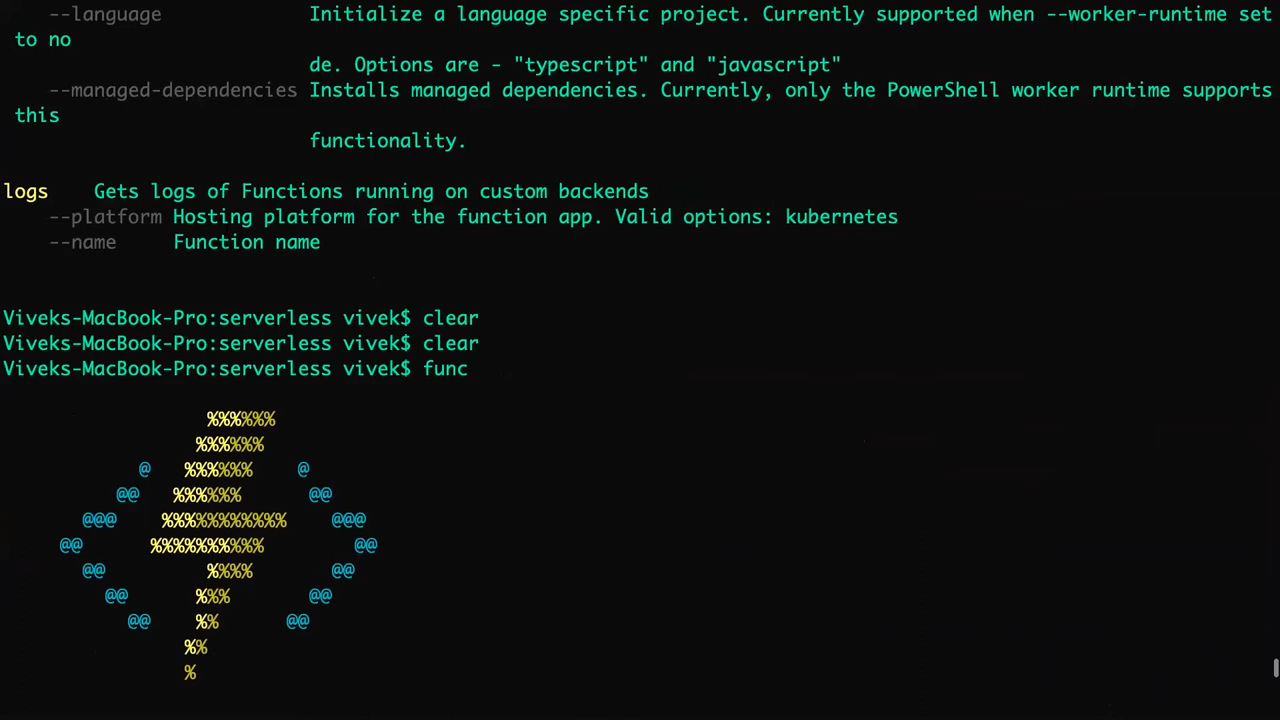 --language Initialize a language specific project. Currently supported when --worker-runtime set
to no
de. Options are - "typescript" and "javascript"
--managed-dependencies Installs managed dependencies. Currently, only the PowerShell worker runtime supports
this
functionality.
logs Gets logs of Functions running on custom backends
--platform Hosting platform for the function app. Valid options: kubernetes
--name Function name
Viveks-MacBook-Pro:serverless vivek$ clear
Viveks-MacBook-Pro:serverless vivek$ clear
Viveks-MacBook-Pro:serverless vivek$ func
%%%%%%
%%%%%%
@ %%%%%% @
@@ %%%%%% @@
@@@ %%%%%%%%%%% @@@
@@ %%%%%%%%%% @@
@@ %%%% @@
@@ %%% @@
@@ %% @@
%%
%